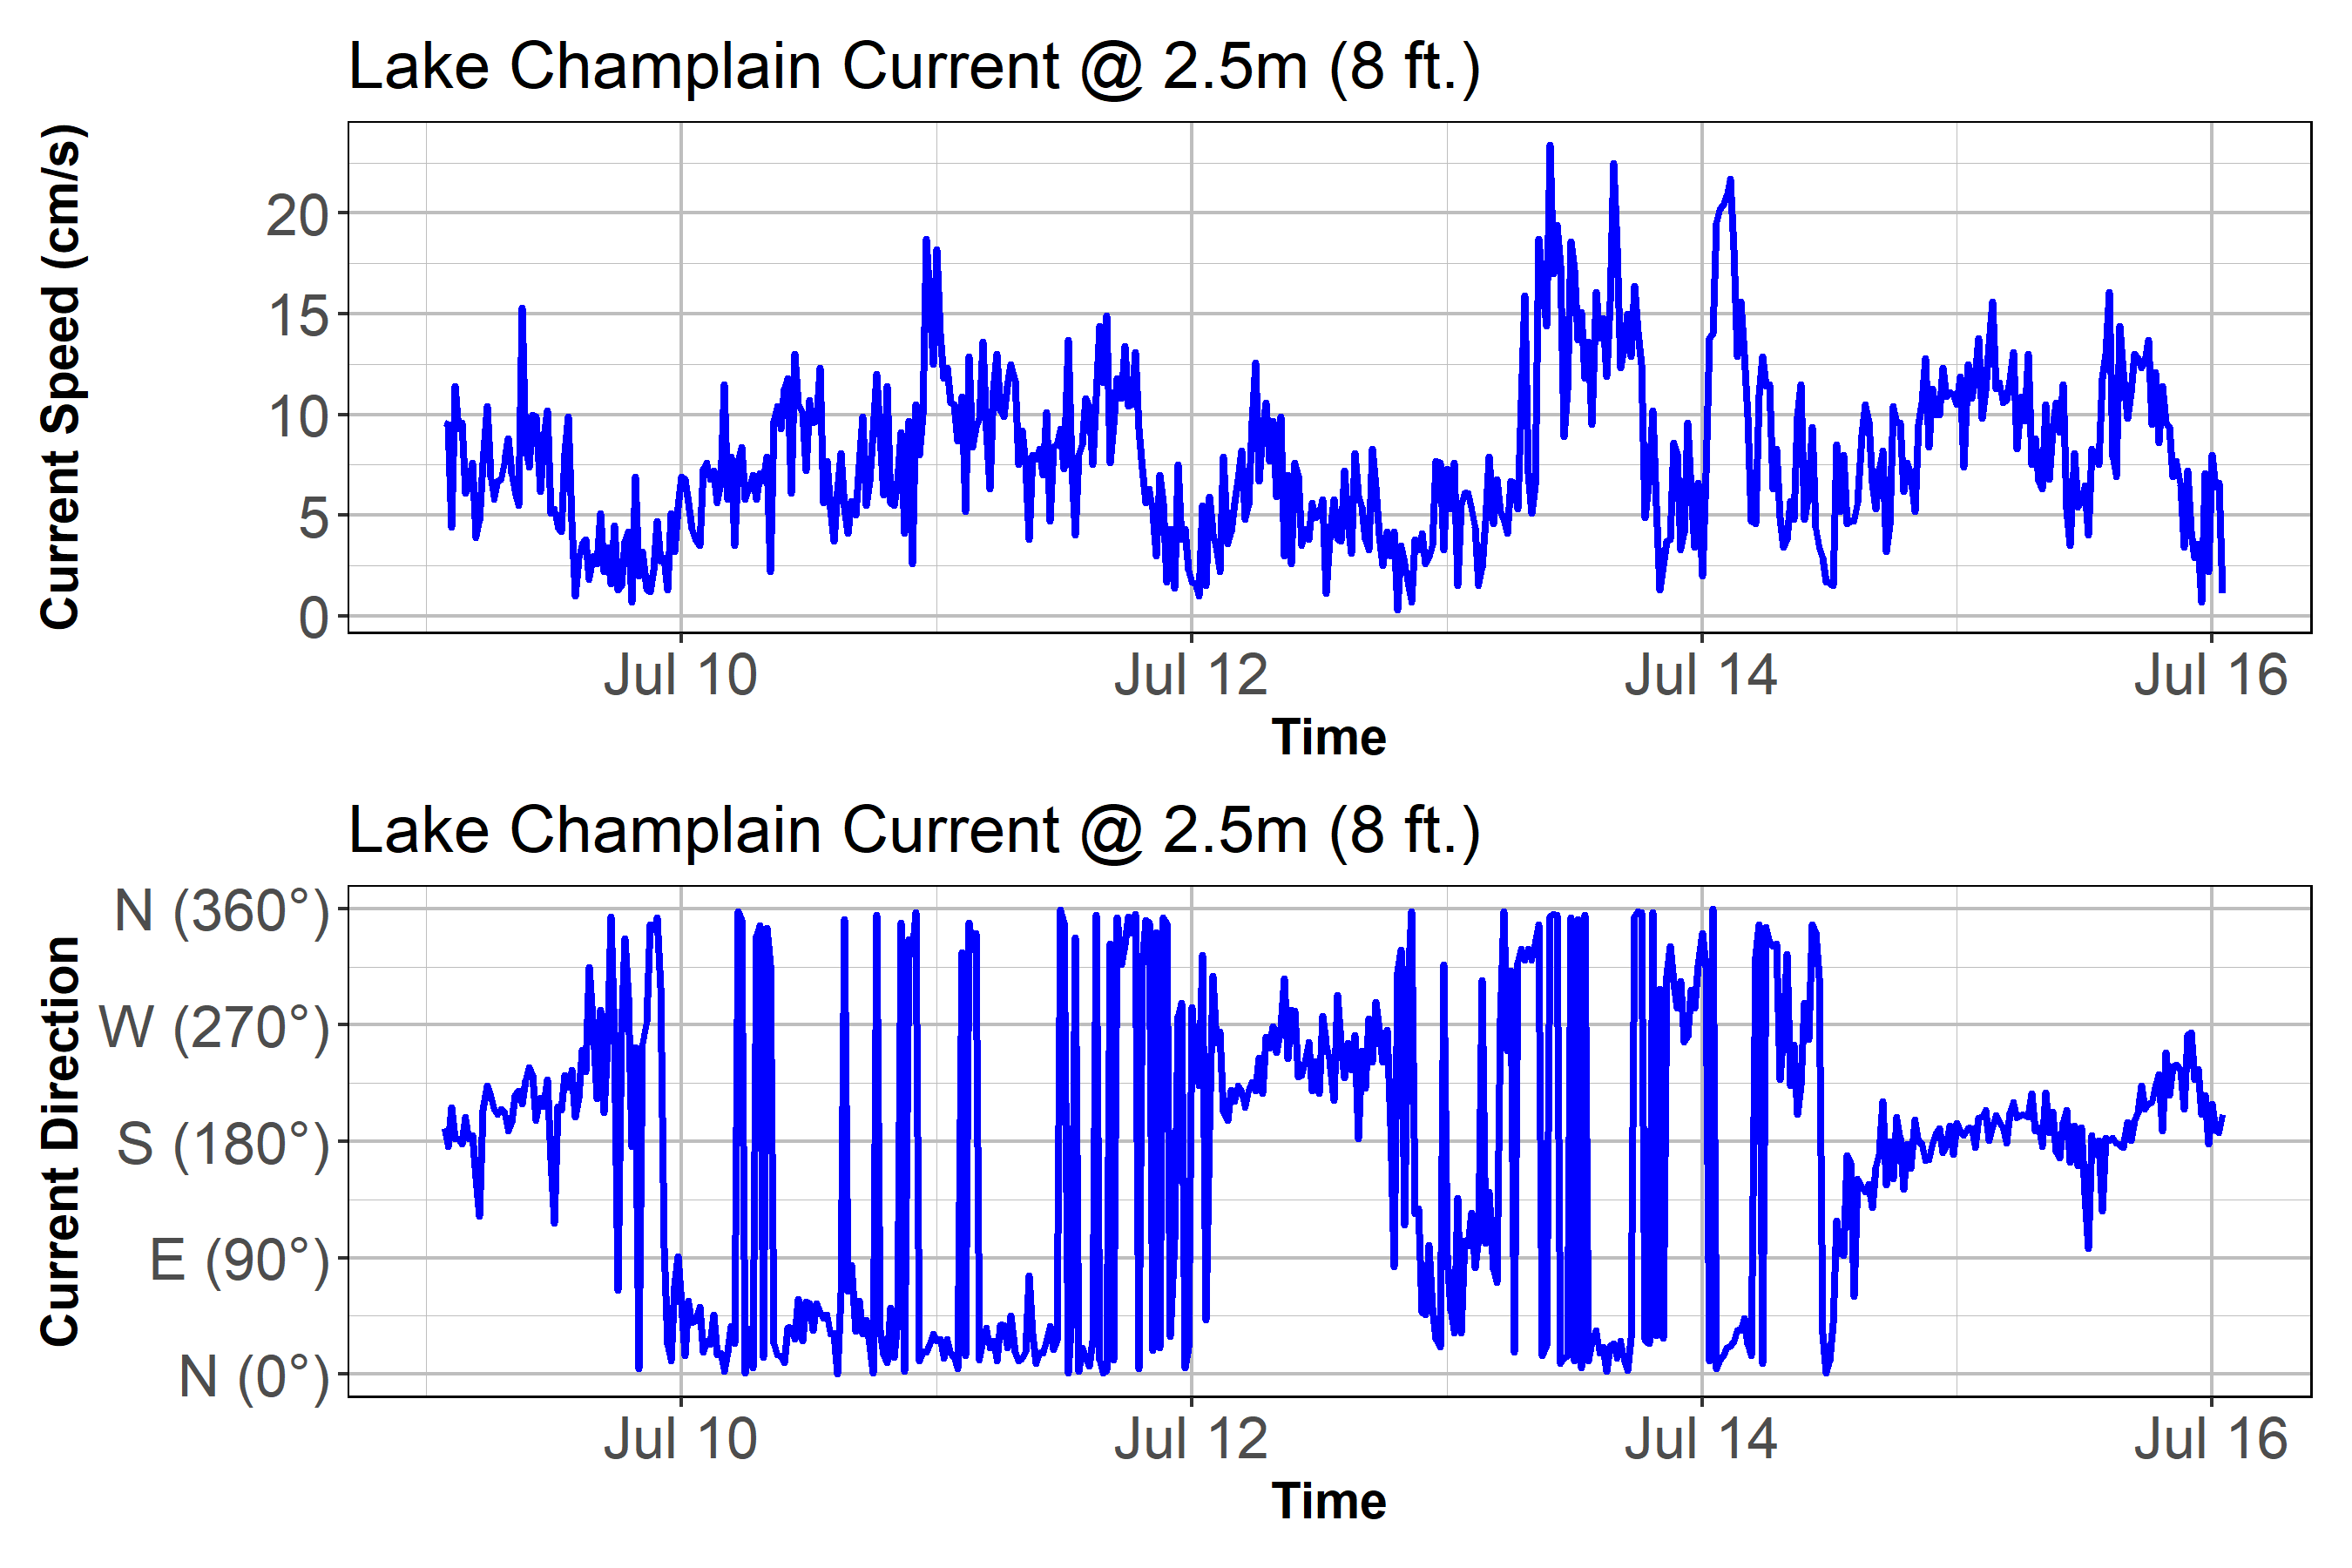 Lake Champlain Current @ 2.5m (8 ft.)
Current Speed (cm/s)
20
15
10
5
0
Jul 10 Jul 12 Jul 14 Jul 16
Time
Lake Champlain Current @ 2.5m (8 ft.)
Current Direction
N (360°)
W (270°)
S (180°)
E (90°)
N (0°)
Jul 10 Jul 12 Jul 14 Jul 16
Time